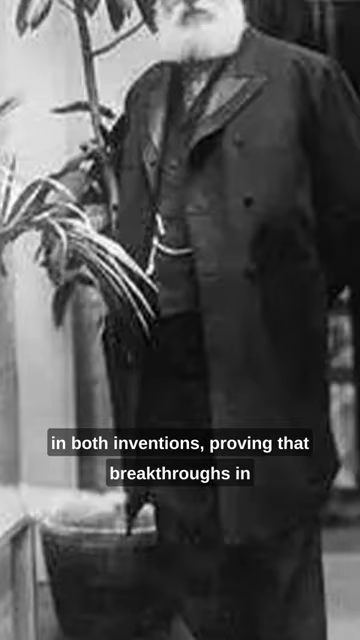 in both inventions, proving that
breakthroughs in